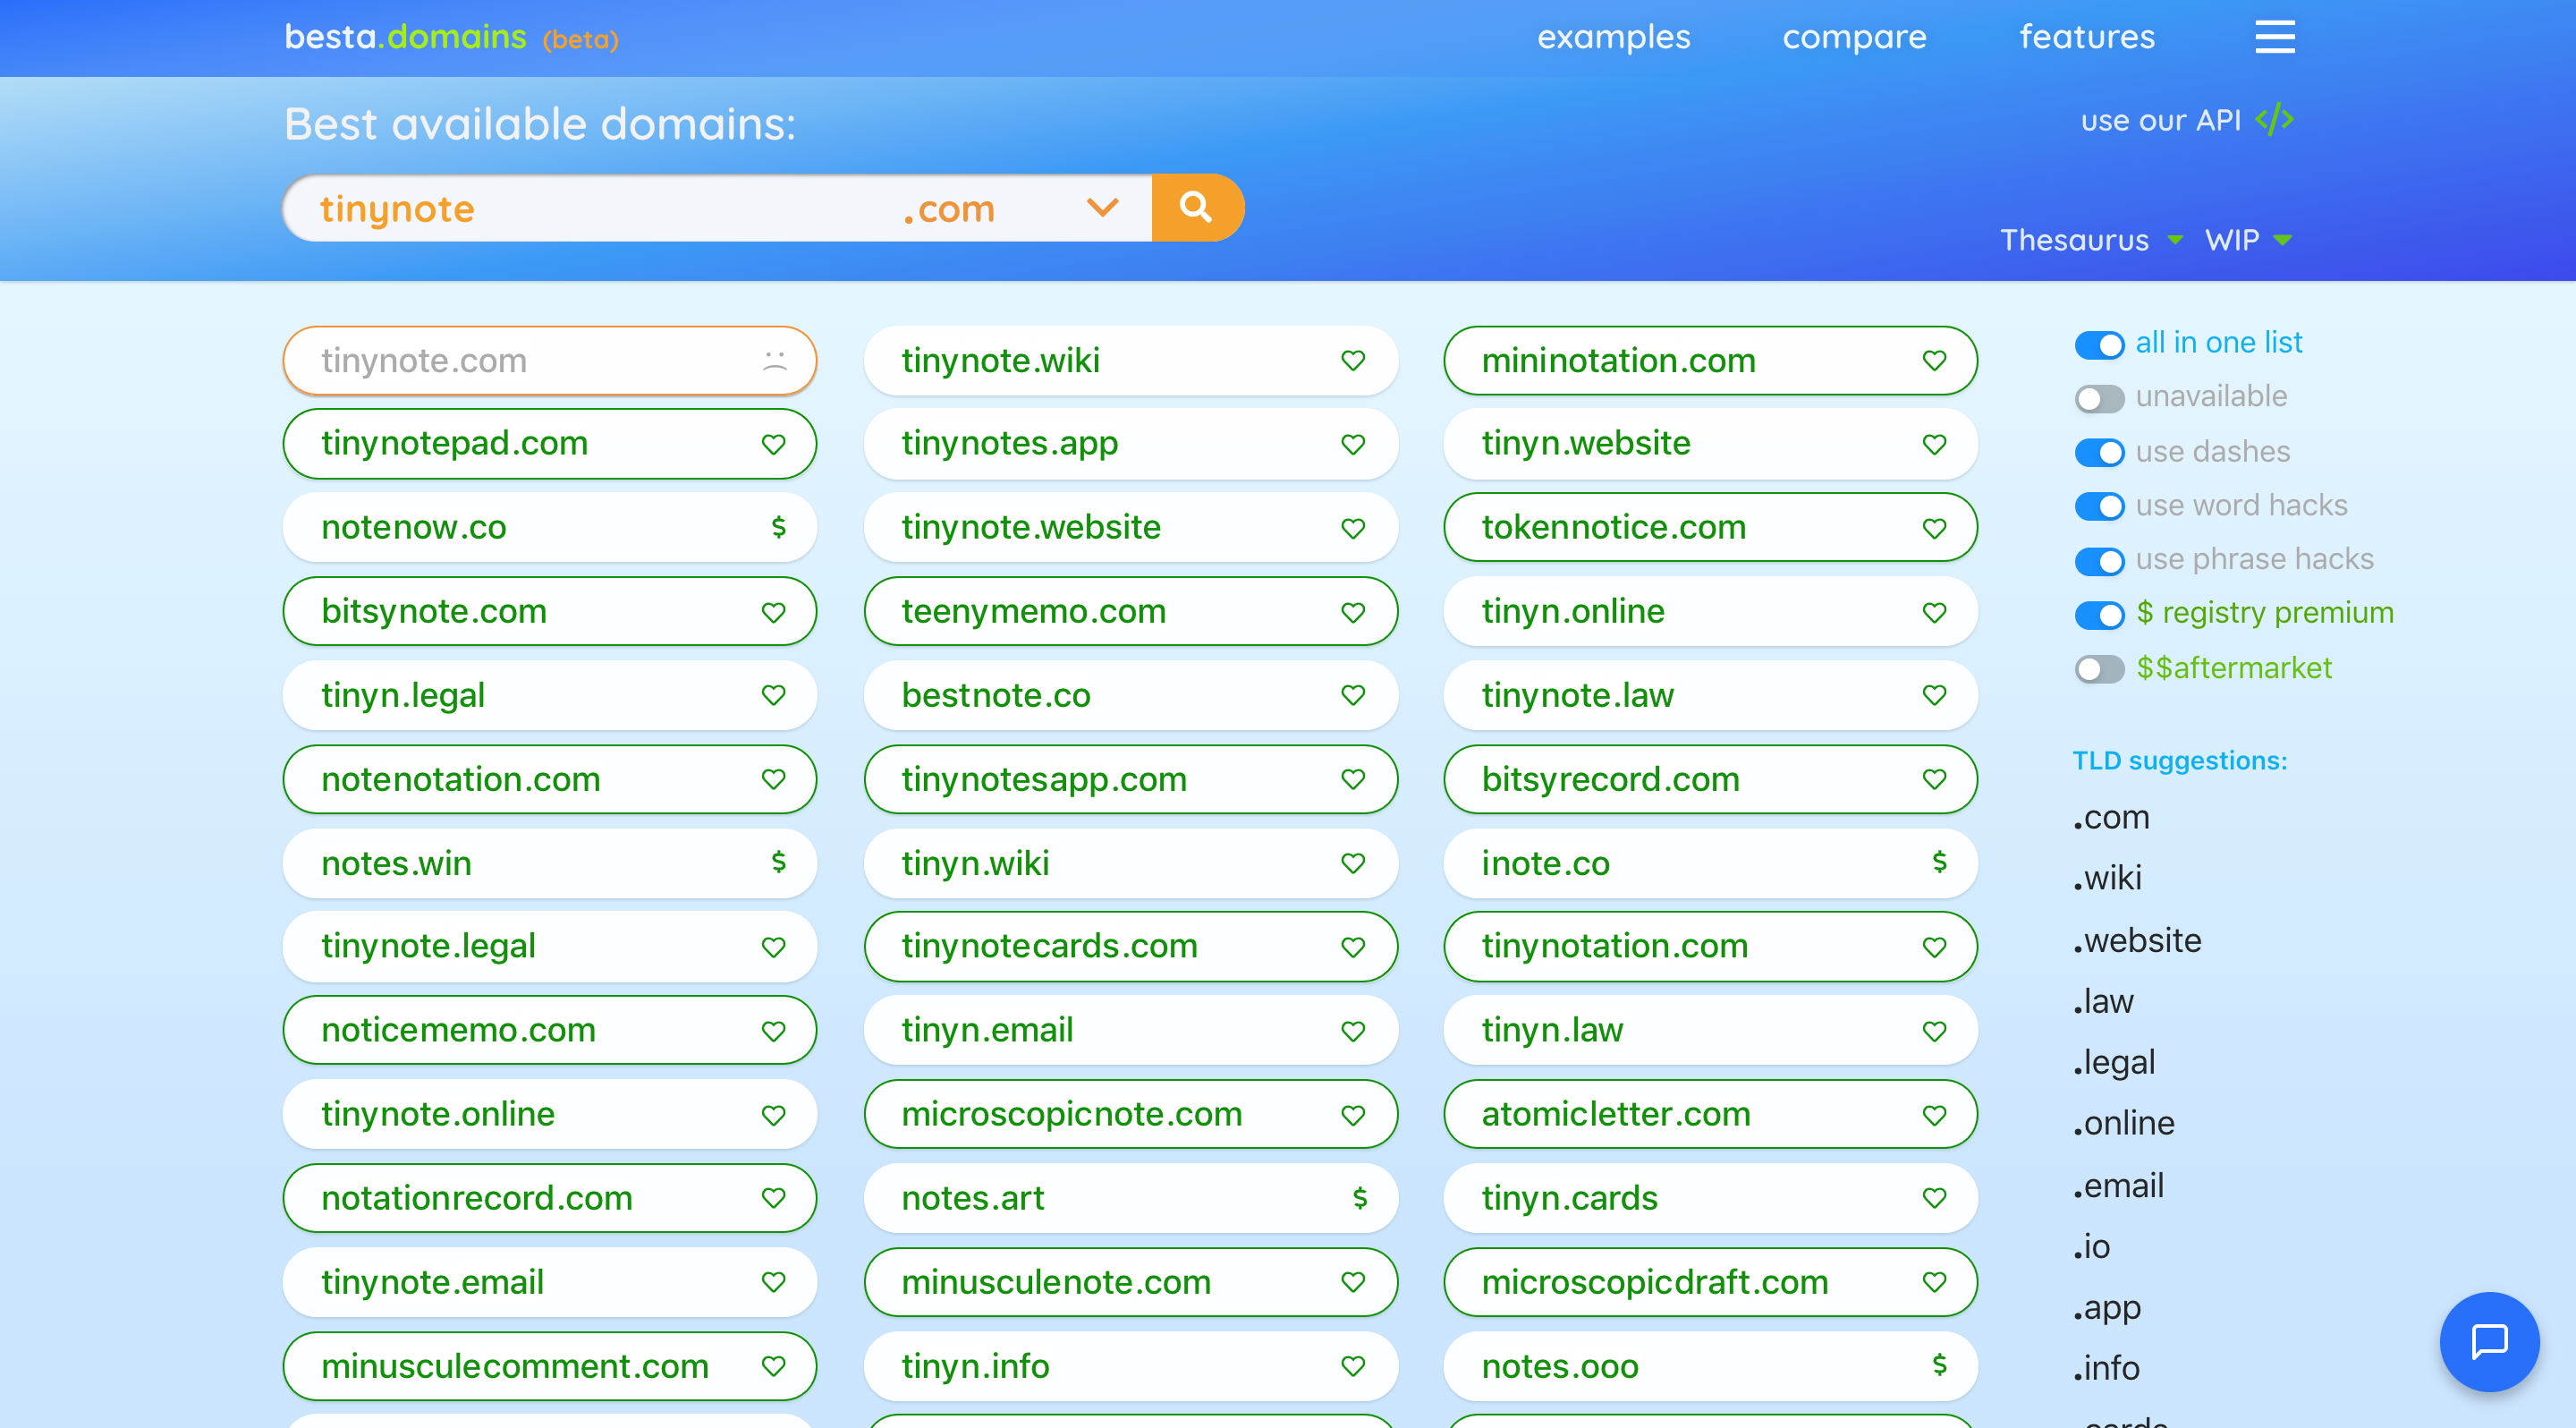 besta.domains (beta)
examples
compare
features
Best available domains:
use our API </>
tinynote
.com
Thesaurus
WIP
tinynote.com
tinynotepad.com
notenow.co $
bitsynote.com
tinyn.legal
notenotation.com
notes.win $
tinynote.legal
noticememo.com
tinynote.online
notationrecord.com
tinynote.email
minusculecomment.com
tinynote.wiki
tinynotes.app
tinynote.website
teenymemo.com
bestnote.co
tinynotesapp.com
tinyn.wiki
tinynotecards.com
tinyn.email
microscopicnote.com
notes.art $
minusculenote.com
tinyn.info
mininotation.com
tinyn.website
tokennotice.com
tinyn.online
tinynote.law
bitsyrecord.com
inote.co $
tinynotation.com
tinyn.law
atomicletter.com
tinyn.cards
microscopicdraft.com
notes.ooo $
all in one list
unavailable
use dashes
use word hacks
use phrase hacks
$ registry premium
$$aftermarket
TLD suggestions:
.com
.wiki
.website
.law
.legal
.online
.email
.io
.app
.info